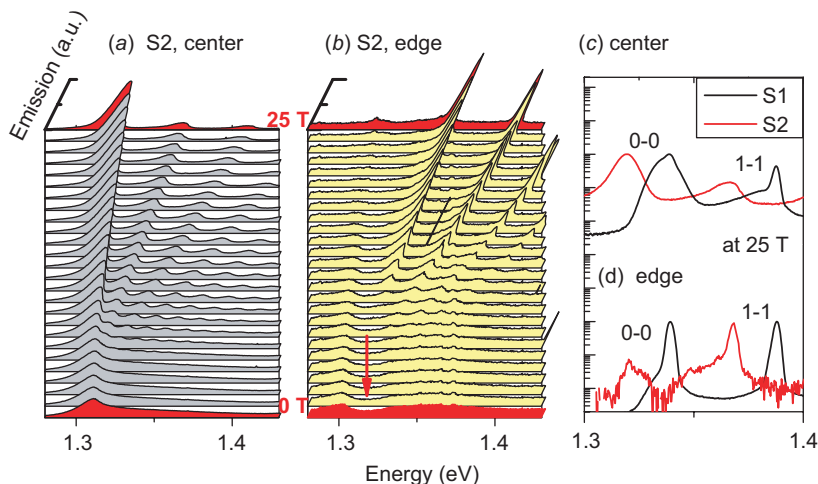 (a) S2, center
(b) S2, edge
(c) center
Emission (a.u.)
25 T
0 T
S1
S2
0-0
1-1
at 25 T
(d) edge
0-0
1-1
1.3
1.4
1.3
1.4
1.3
1.4
Energy (eV)